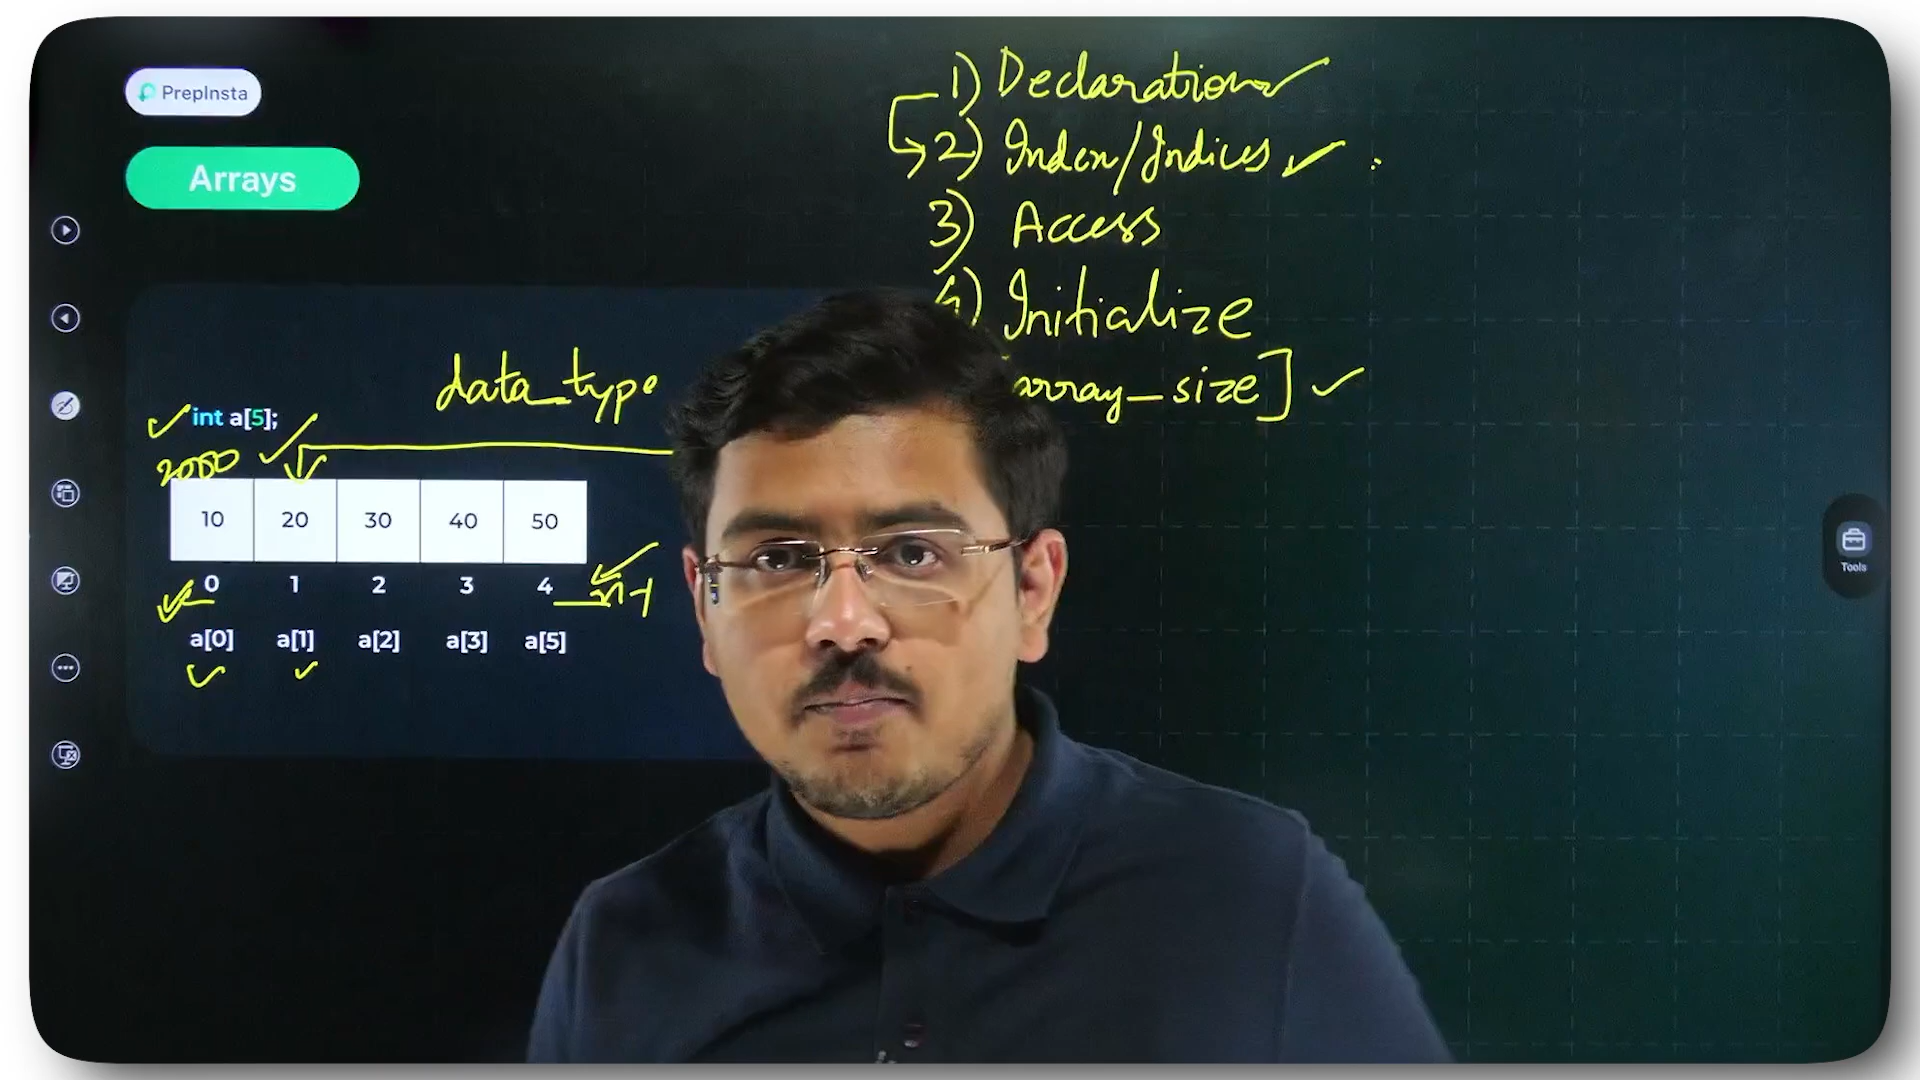 PrepInsta
Arrays
1) Declaration
2) Index/Indices
3) Access
4) Initialize
data_type
array_size]
int a[5];
2000
10 20 30 40 50
0 1 2 3 4 n-1
a[0] a[1] a[2] a[3] a[5]
Tools